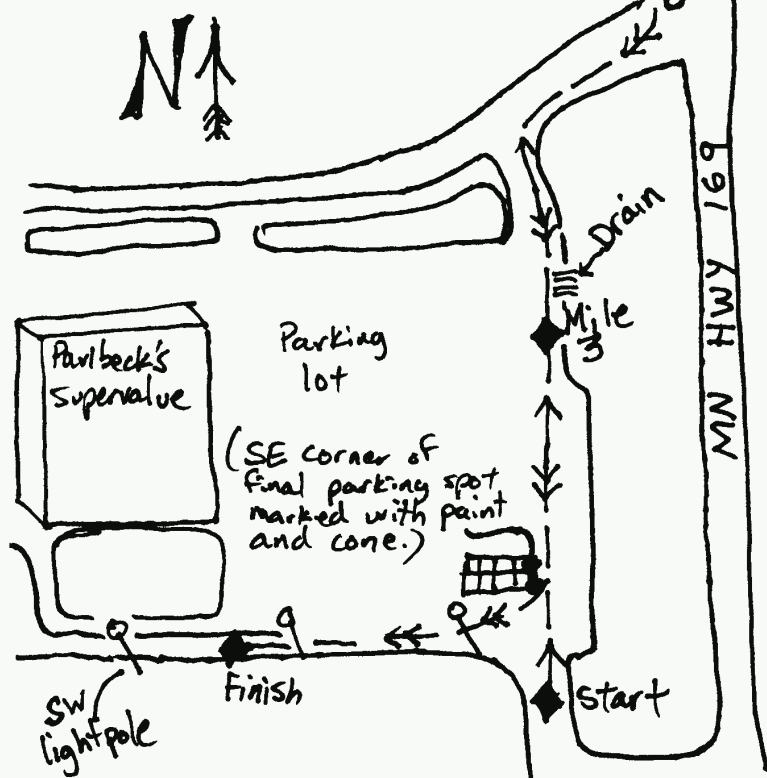 N
Drain
MN HWY 169
Mile
3
Parlbeck's
supervalue
Parking
lot
(SE corner of
final parking spot
marked with paint
and cone.)
Finish
Start
SW
lightpole